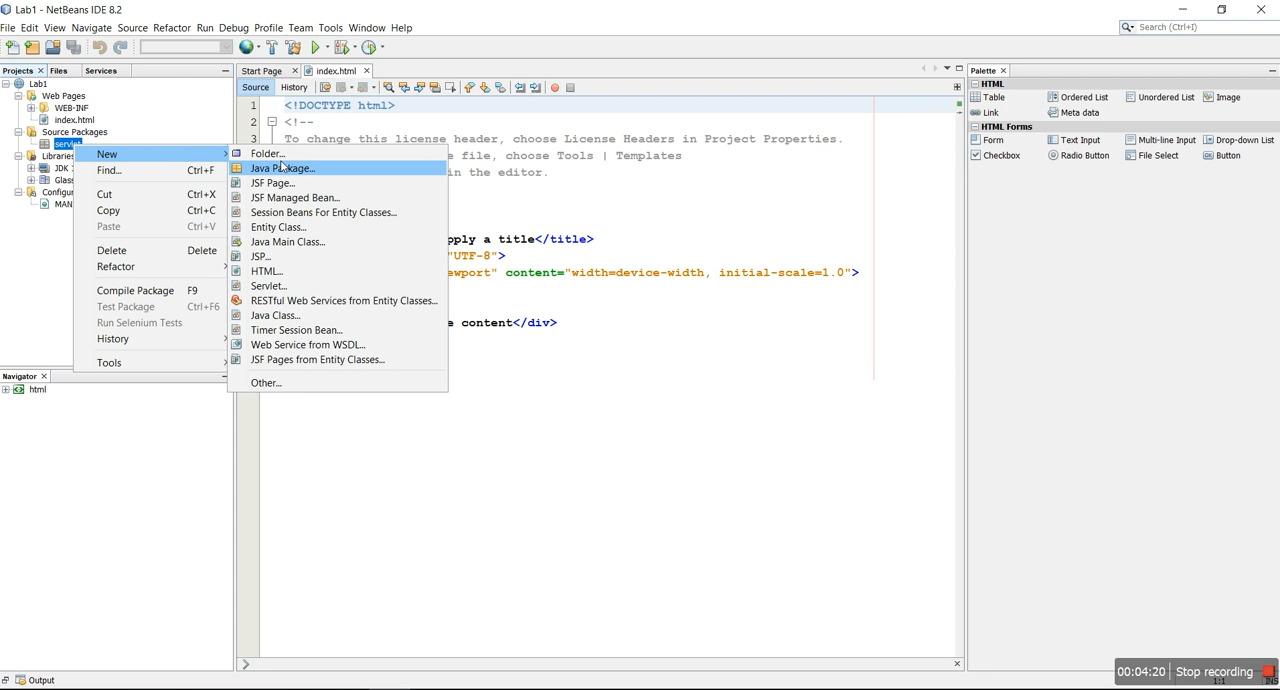 Lab1 - NetBeans IDE 8.2
File Edit View Navigate Source Refactor Run Debug Profile Team Tools Window Help
Search (Ctrl+I)
Projects Files Services
Start Page index.html
Palette
Source History
Lab1
Web Pages
WEB-INF
index.html
Source Packages
Libraries
JDK
MAN
New
Find... Ctrl+F
Cut Ctrl+X
Copy Ctrl+C
Paste Ctrl+V
Delete Delete
Refactor
Compile Package F9
Test Package Ctrl+F6
Run Selenium Tests
History
Tools
Folder...
Java Package...
JSF Page...
JSF Managed Bean...
Session Beans For Entity Classes...
Entity Class...
Java Main Class...
JSP...
HTML...
Servlet...
RESTful Web Services from Entity Classes...
Java Class...
Timer Session Bean...
Web Service from WSDL...
JSF Pages from Entity Classes...
Other...
1 <!DOCTYPE html>
2 <!--
3 To change this license header, choose License Headers in Project Properties.
e file, choose Tools | Templates
in the editor.
pply a title</title>
"UTF-8">
ewport" content="width=device-width, initial-scale=1.0">
e content</div>
HTML
Table Ordered List Unordered List Image
Link Meta data
HTML Forms
Form Text Input Multi-line Input Drop-down List
Checkbox Radio Button File Select Button
Navigator
html
Output
00:04:20 Stop recording